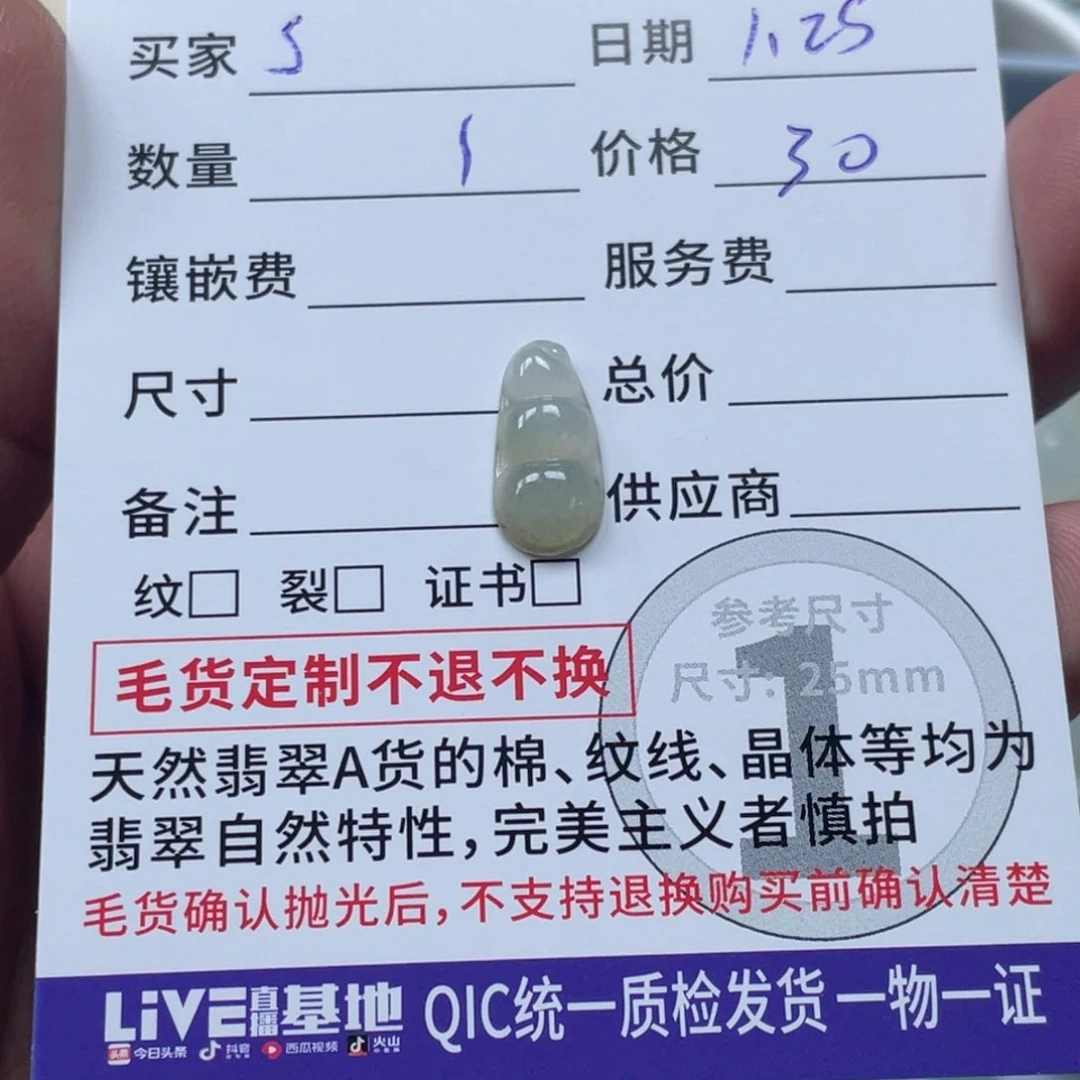 买家 S 日期 1.25
数量 1 价格 30
镶嵌费 服务费
尺寸 总价
备注 供应商
纹□ 裂□ 证书□
参考尺寸
尺寸: 25mm
1
毛货定制不退不换
天然翡翠A货的棉、纹线、晶体等均为
翡翠自然特性,完美主义者慎拍
毛货确认抛光后,不支持退换购买前确认清楚
LiVE直播基地 QIC统一质检发货 一物一证
头条 今日头条 抖音 西瓜视频 火山